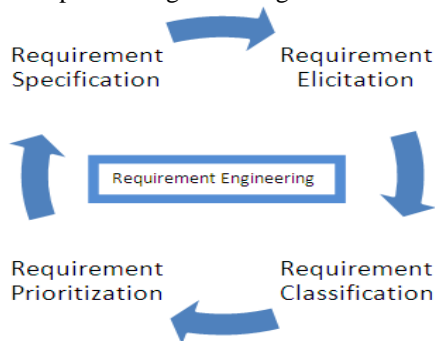 Requirement
Specification
Requirement
Elicitation
Requirement Engineering
Requirement
Prioritization
Requirement
Classification